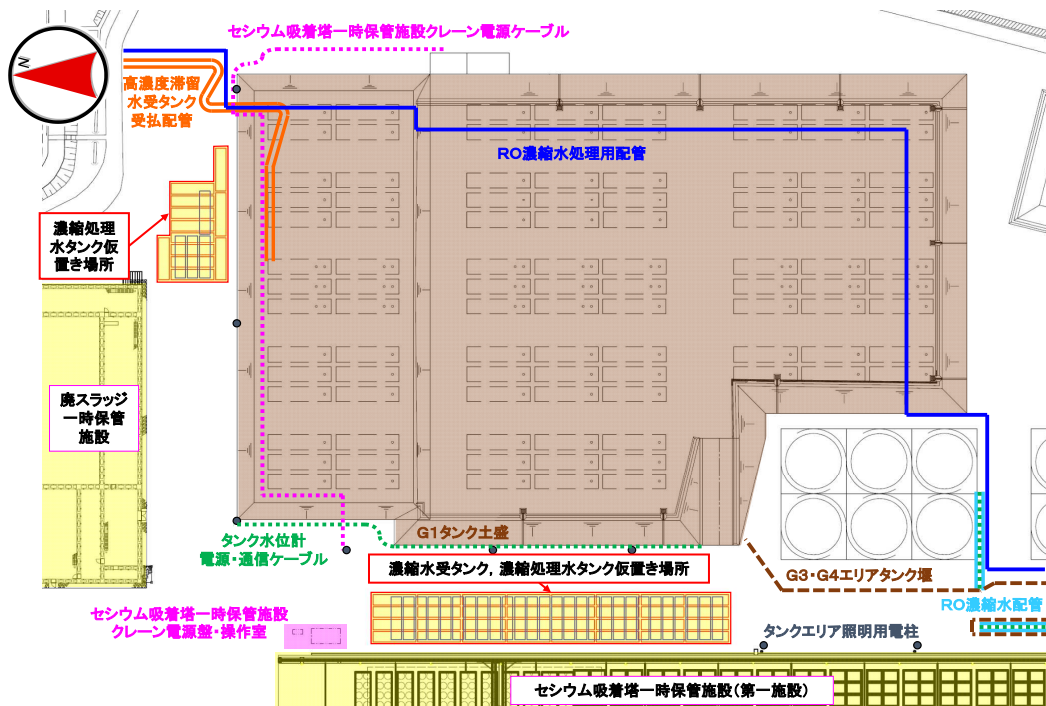 セシウム吸着塔一時保管施設クレーン電源ケーブル
N
高濃度滞留
水受タンク
受払配管
RO濃縮水処理用配管
濃縮処理
水タンク仮
置き場所
廃スラッジ
一時保管
施設
G1タンク土盛
タンク水位計
電源・通信ケーブル
濃縮水受タンク，濃縮処理水タンク仮置き場所
G3・G4エリアタンク堰
RO濃縮水配管
セシウム吸着塔一時保管施設
クレーン電源盤・操作室
タンクエリア照明用電柱
セシウム吸着塔一時保管施設（第一施設）